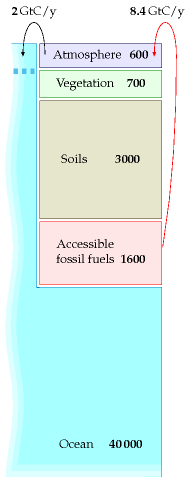 2 GtC/y 8.4 GtC/y
Atmosphere 600
Vegetation 700
Soils 3000
Accessible
fossil fuels 1600
Ocean 40 000